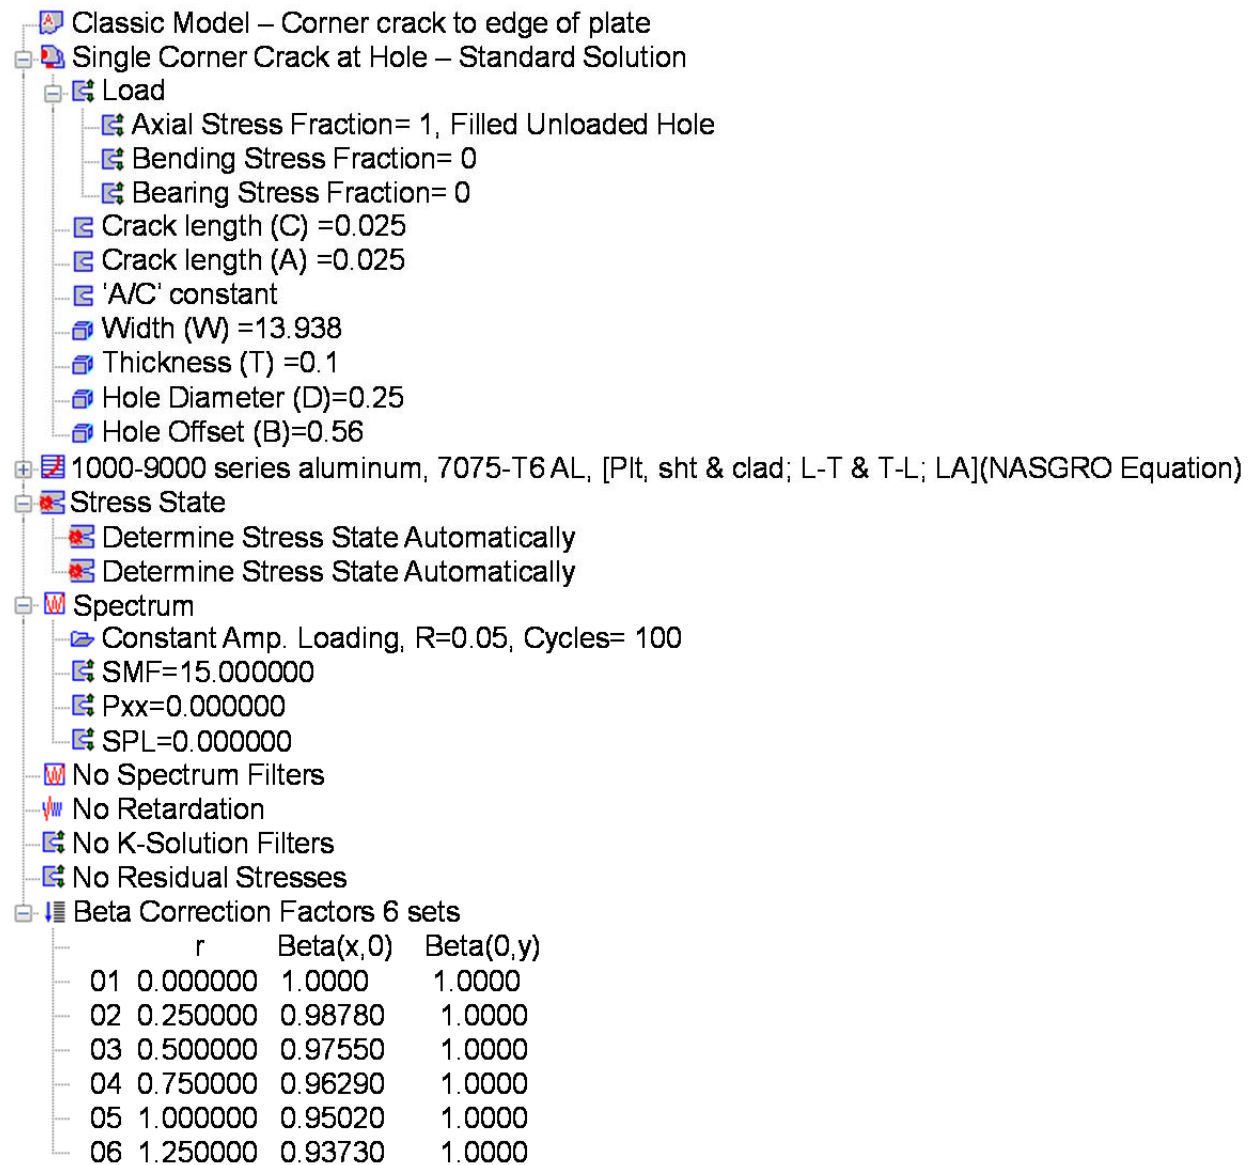 Classic Model – Corner crack to edge of plate
Single Corner Crack at Hole – Standard Solution
Load
Axial Stress Fraction= 1, Filled Unloaded Hole
Bending Stress Fraction= 0
Bearing Stress Fraction= 0
Crack length (C) =0.025
Crack length (A) =0.025
'A/C' constant
Width (W) =13.938
Thickness (T) =0.1
Hole Diameter (D)=0.25
Hole Offset (B)=0.56
1000-9000 series aluminum, 7075-T6 AL, [Plt, sht & clad; L-T & T-L; LA](NASGRO Equation)
Stress State
Determine Stress State Automatically
Determine Stress State Automatically
Spectrum
Constant Amp. Loading, R=0.05, Cycles= 100
SMF=15.000000
Pxx=0.000000
SPL=0.000000
No Spectrum Filters
No Retardation
No K-Solution Filters
No Residual Stresses
Beta Correction Factors 6 sets
r Beta(x,0) Beta(0,y)
01 0.000000 1.0000 1.0000
02 0.250000 0.98780 1.0000
03 0.500000 0.97550 1.0000
04 0.750000 0.96290 1.0000
05 1.000000 0.95020 1.0000
06 1.250000 0.93730 1.0000